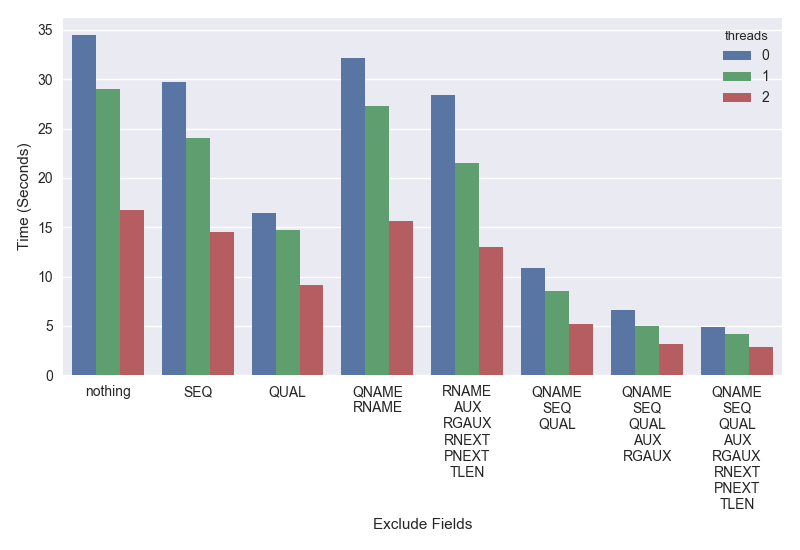 threads
0
1
2
Time (Seconds)
35
30
25
20
15
10
5
0
nothing
SEQ
QUAL
QNAME
RNAME
RNAME
AUX
RGAUX
RNEXT
PNEXT
TLEN
QNAME
SEQ
QUAL
QNAME
SEQ
QUAL
AUX
RGAUX
QNAME
SEQ
QUAL
AUX
RGAUX
RNEXT
PNEXT
TLEN
Exclude Fields